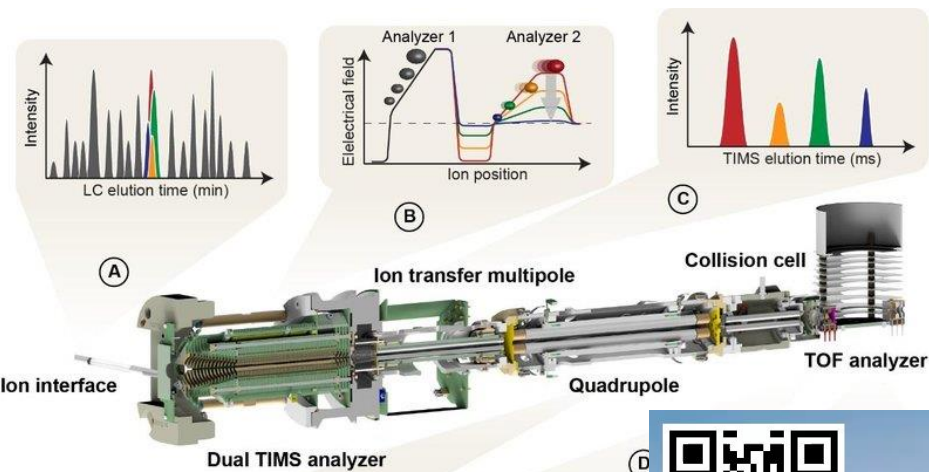 Analyzer 1
Analyzer 2
Intensity
LC elution time (min)
Elelectrical field
Ion position
Intensity
TIMS elution time (ms)
A
B
C
Ion transfer multipole
Collision cell
Ion interface
Quadrupole
TOF analyzer
Dual TIMS analyzer
D